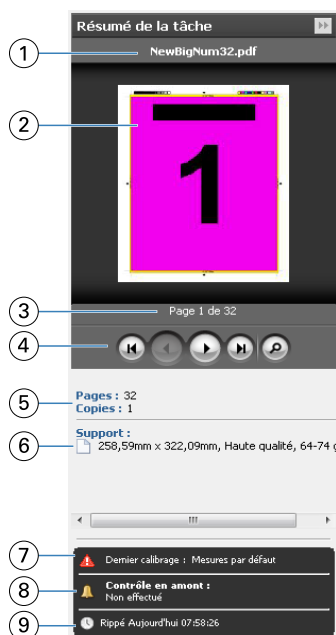 Résumé de la tâche
1
NewBigNum32.pdf
2
1
3
Page 1 de 32
4
5
Pages : 32
Copies : 1
6
Support :
258,59mm x 322,09mm, Haute qualité, 64-74 g
7
Dernier calibrage : Mesures par défaut
8
Contrôle en amont :
Non effectué
9
Rippé Aujourd'hui 07:58:26